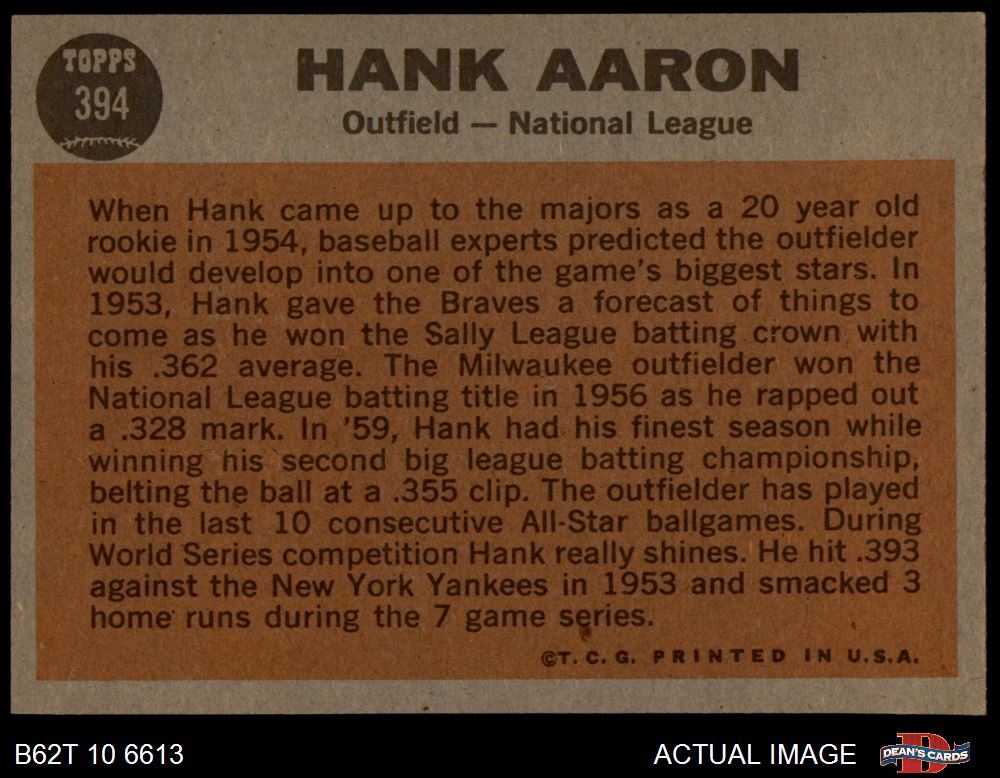 TOPPS
394
HANK AARON
Outfield — National League
When Hank came up to the majors as a 20 year old
rookie in 1954, baseball experts predicted the outfielder
would develop into one of the game's biggest stars. In
1953, Hank gave the Braves a forecast of things to
come as he won the Sally League batting crown with
his .362 average. The Milwaukee outfielder won the
National League batting title in 1956 as he rapped out
a .328 mark. In '59, Hank had his finest season while
winning his second big league batting championship,
belting the ball at a .355 clip. The outfielder has played
in the last 10 consecutive All-Star ballgames. During
World Series competition Hank really shines. He hit .393
against the New York Yankees in 1953 and smacked 3
home runs during the 7 game series.
©T. C. G. PRINTED IN U.S.A.
B62T 10 6613
ACTUAL IMAGE
D
DEAN'S CARDS